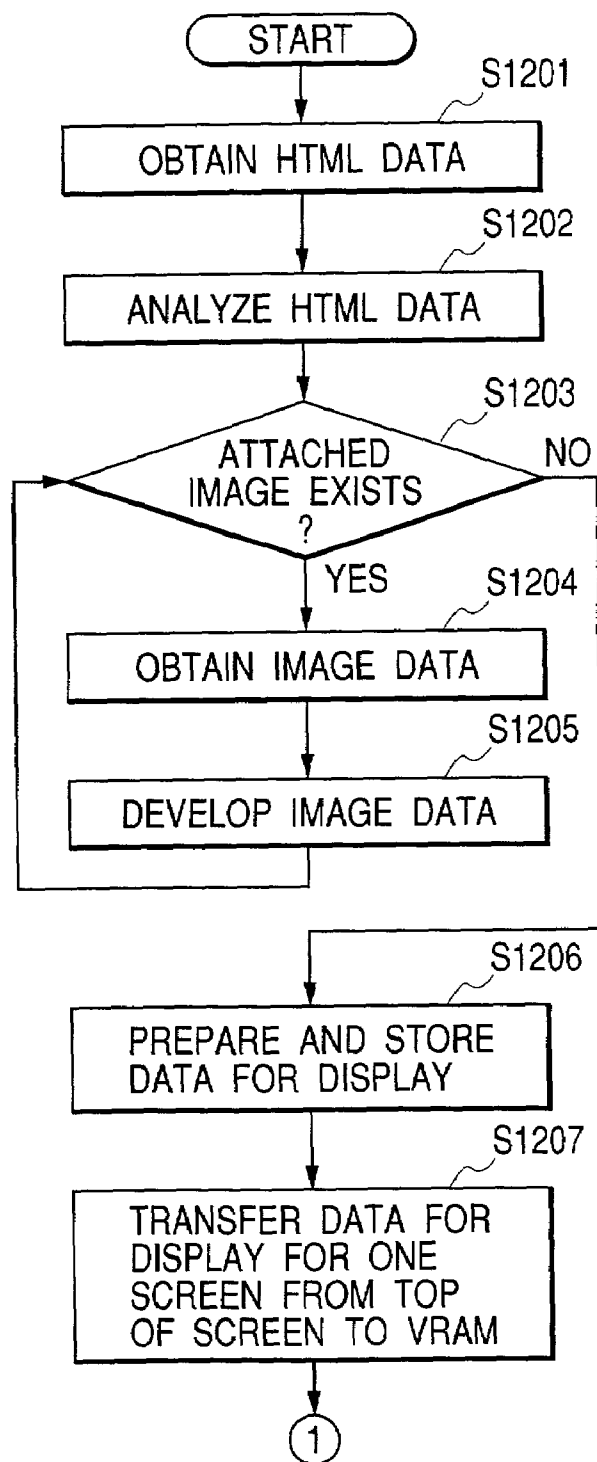 START
S1201
OBTAIN HTML DATA
S1202
ANALYZE HTML DATA
S1203
ATTACHED
IMAGE EXISTS
?
NO
YES
S1204
OBTAIN IMAGE DATA
S1205
DEVELOP IMAGE DATA
S1206
PREPARE AND STORE
DATA FOR DISPLAY
S1207
TRANSFER DATA FOR
DISPLAY FOR ONE
SCREEN FROM TOP
OF SCREEN TO VRAM
1